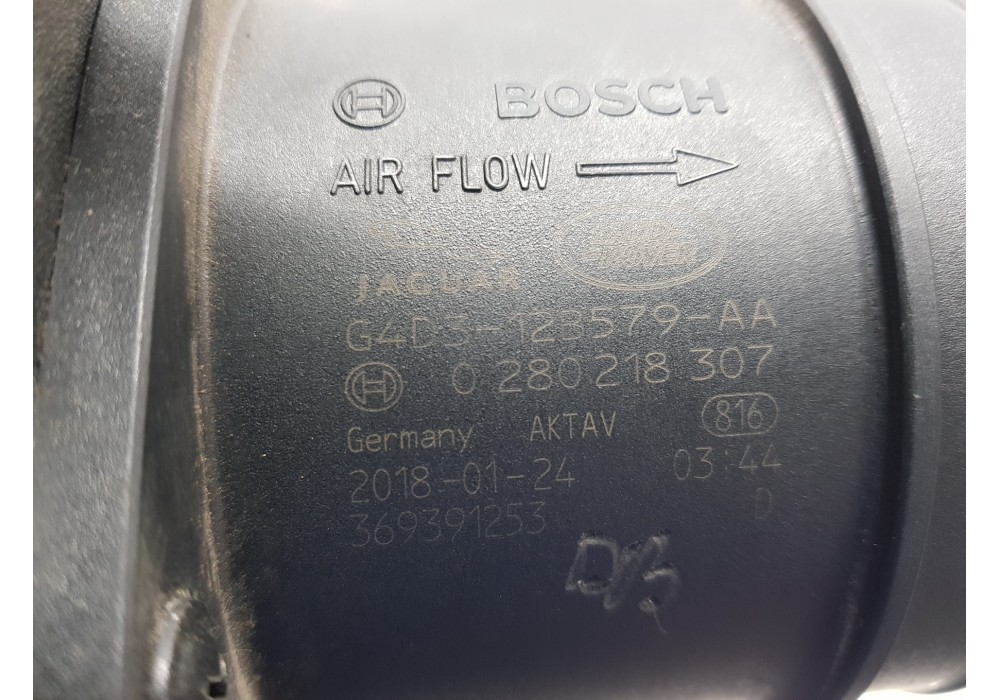 BOSCH
AIR FLOW
JAGUAR
G4D3-12B579-AA
0 280 218 307
Germany AKTAV 816
2018-01-24 03:44
369391253 D